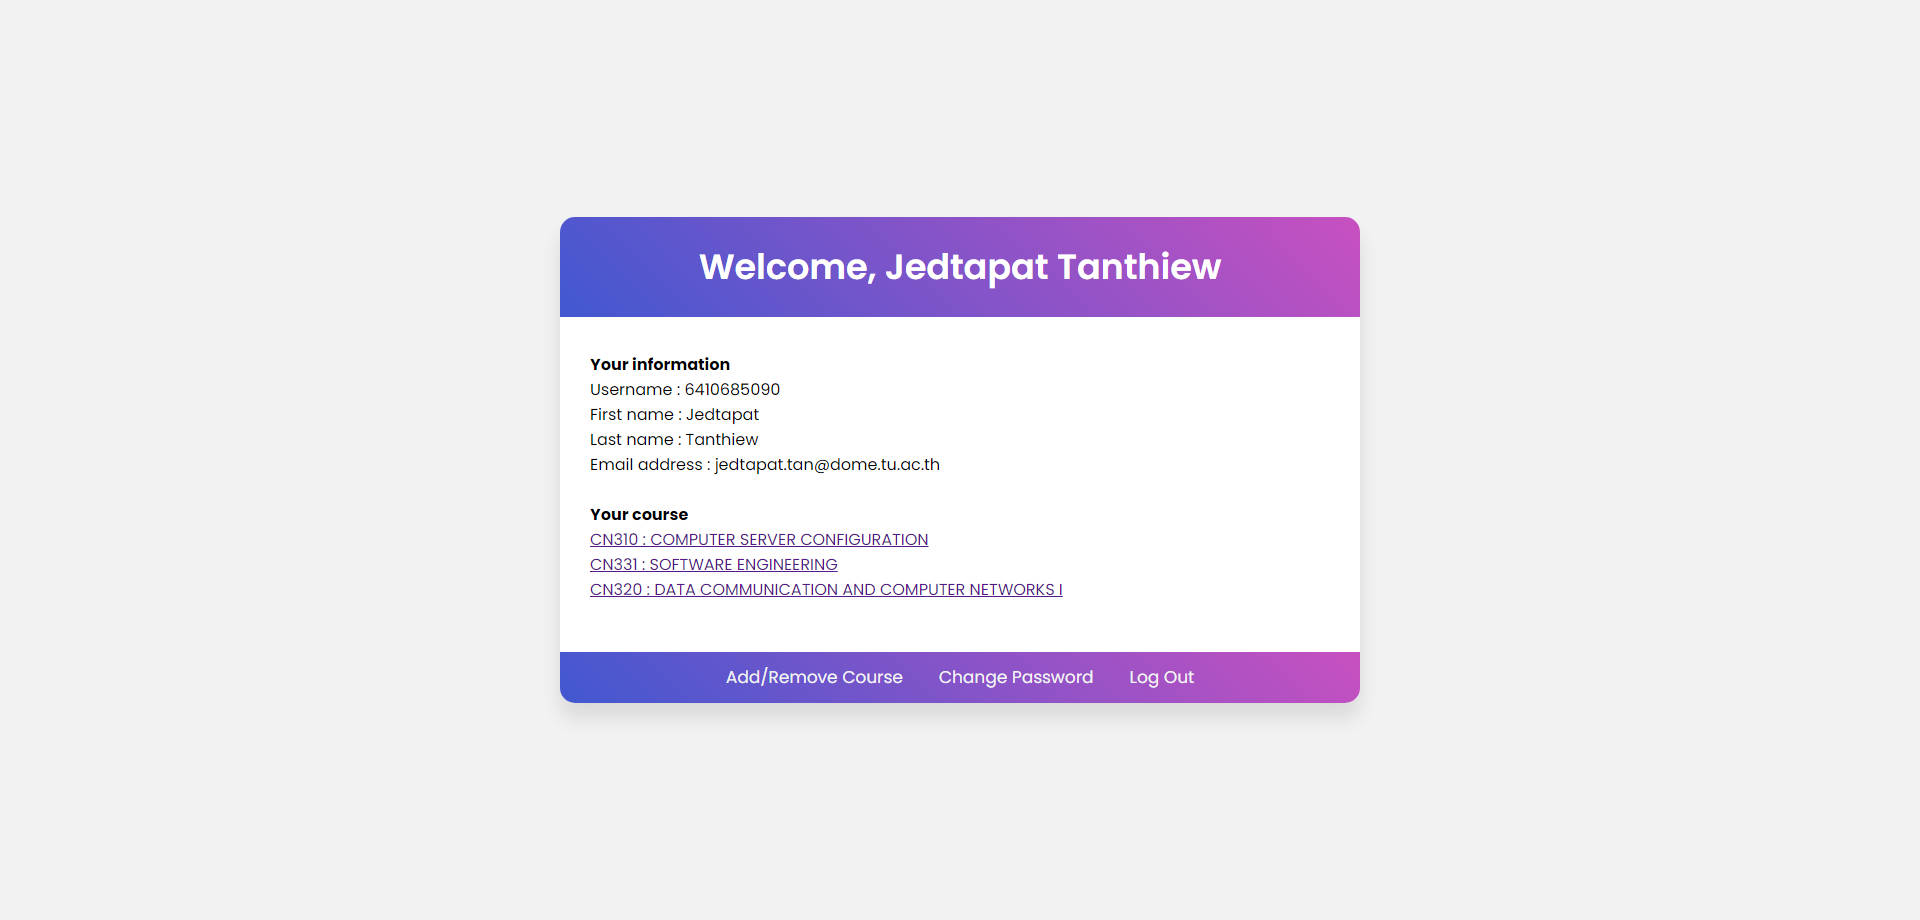 Welcome, Jedtapat Tanthiew
Your information
Username : 6410685090
First name : Jedtapat
Last name : Tanthiew
Email address : jedtapat.tan@dome.tu.ac.th
Your course
CN310 : COMPUTER SERVER CONFIGURATION
CN331 : SOFTWARE ENGINEERING
CN320 : DATA COMMUNICATION AND COMPUTER NETWORKS I
Add/Remove Course Change Password Log Out